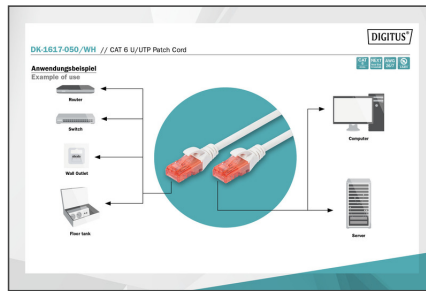 DIGITUS®
DK-1617-050/WH // CAT 6 U/UTP Patch Cord
Anwendungsbeispiel
Example of use
Router
Switch
Wall Outlet
Floor tank
Computer
Server